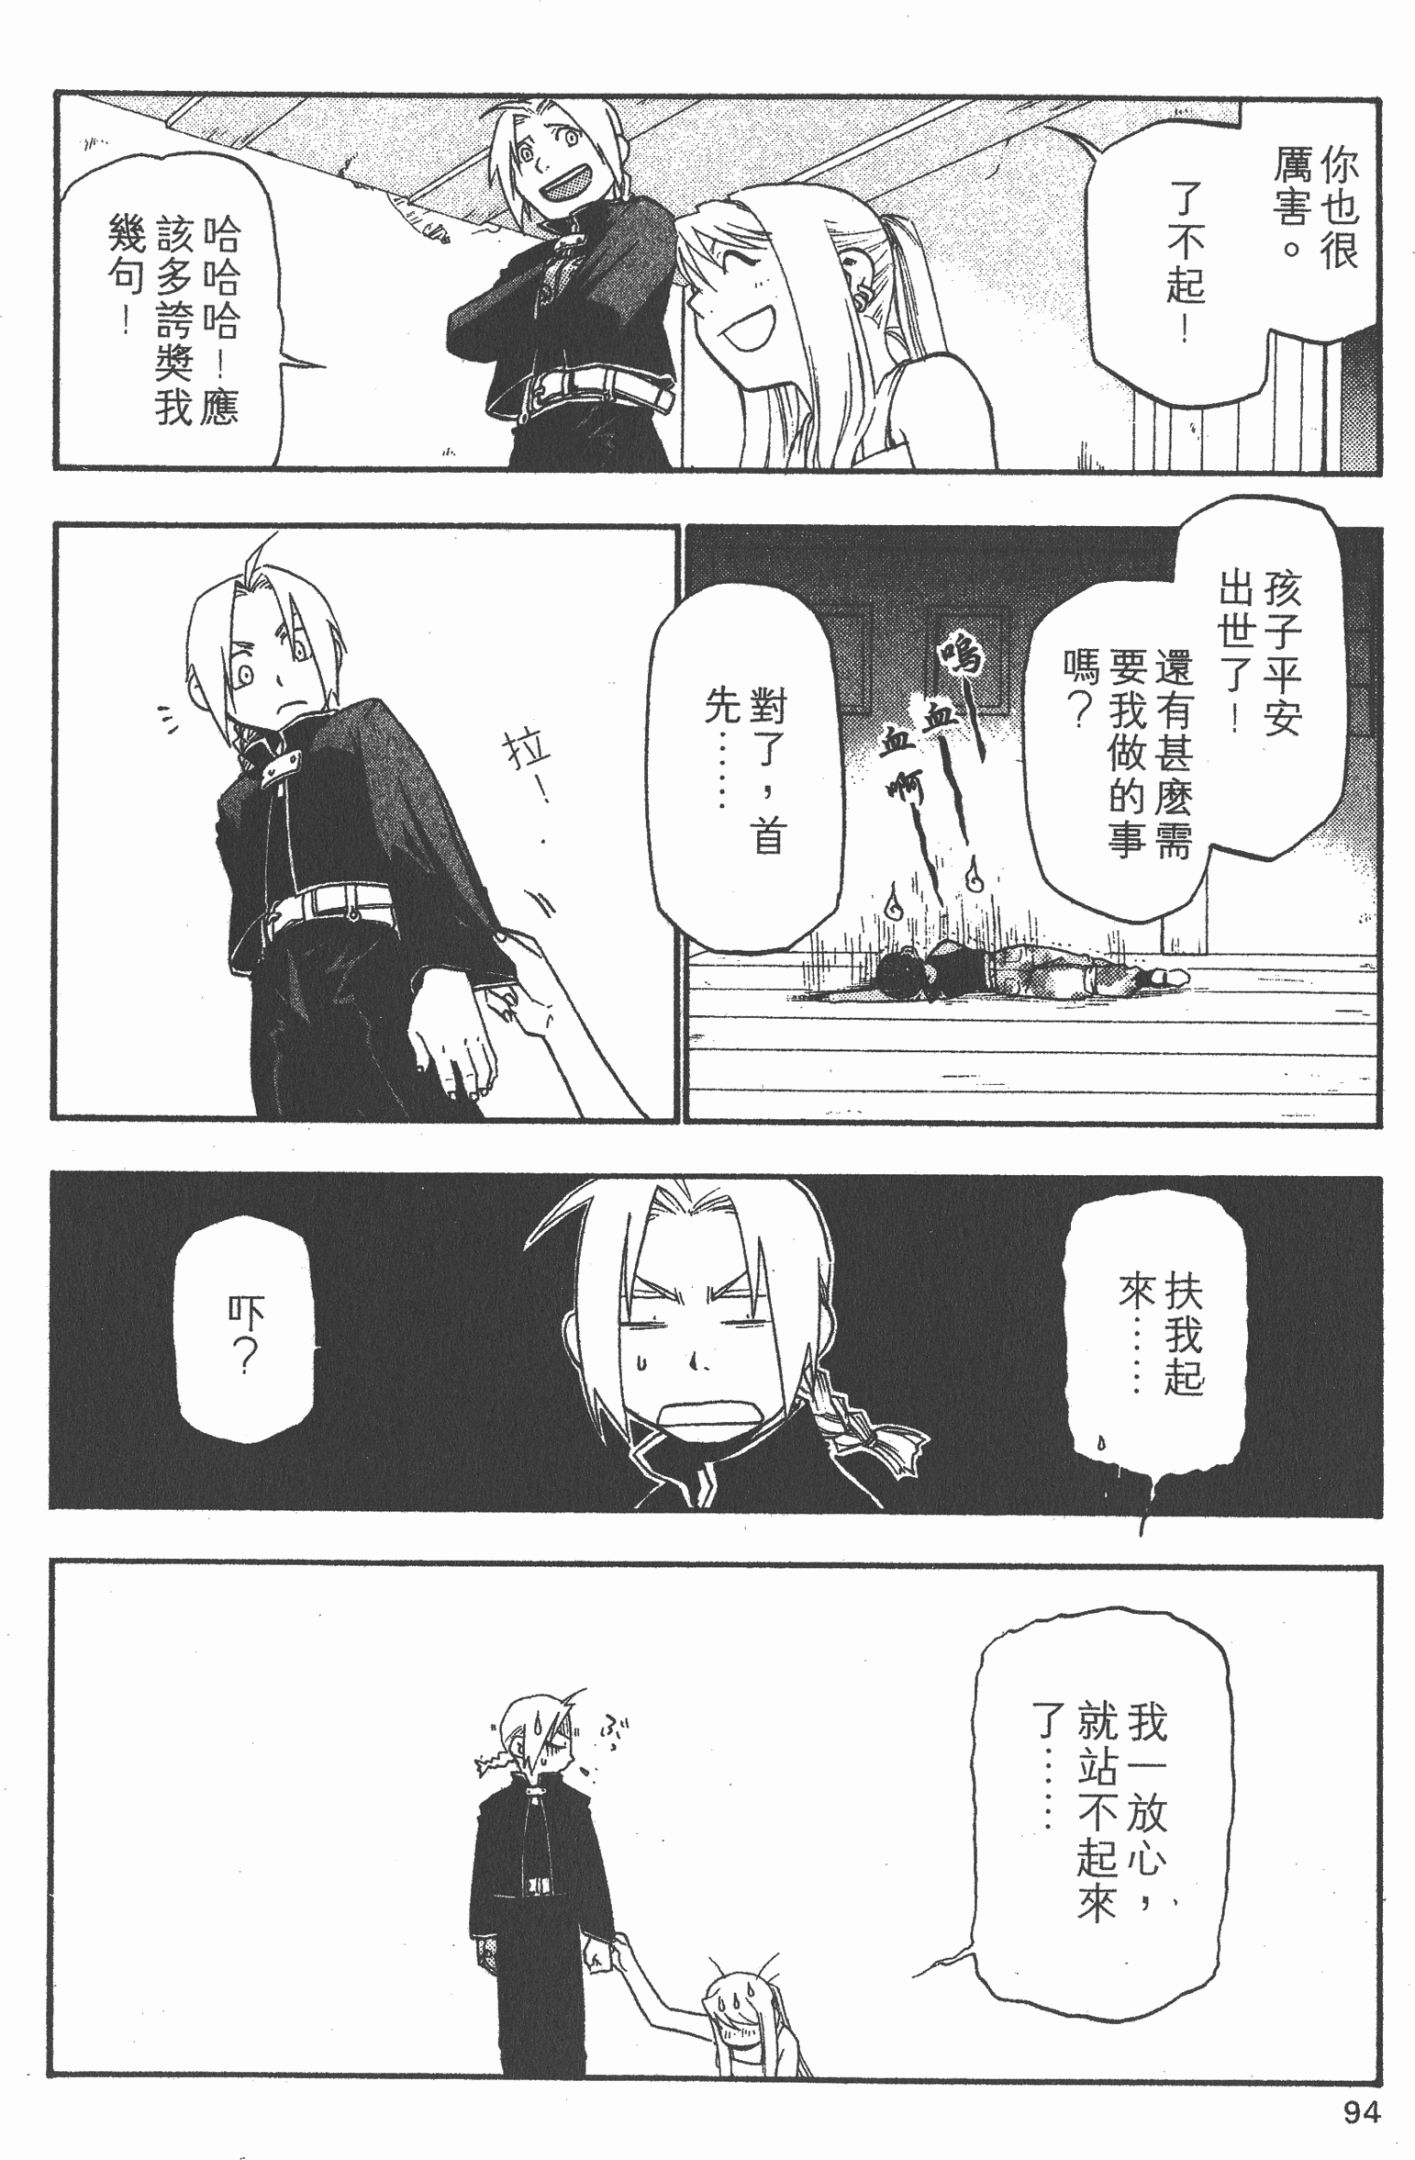 你也很
厲害。
了不起！
哈哈哈！應
該多誇獎我
幾句！
孩子平安
出世了！
還有甚麼需
要我做的事
嗎？
嗚
血
血
啊
對了，首
先……
拉！
扶我起
來……
吓？
我一放心，
就站不起來
了……
94